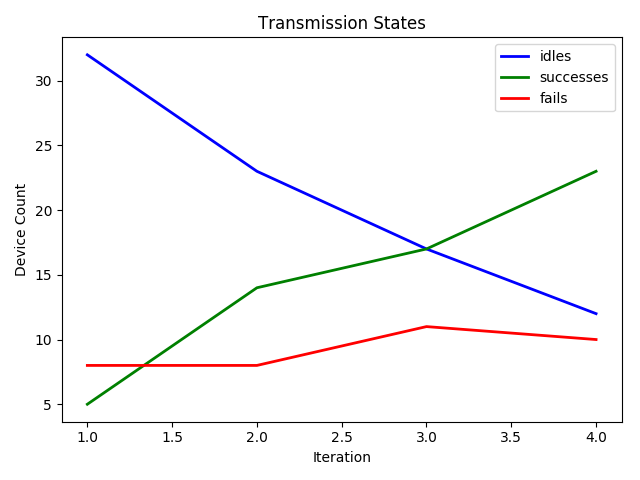 Transmission States
idles
successes
fails
Device Count
30
25
20
15
10
5
1.0 1.5 2.0 2.5 3.0 3.5 4.0
Iteration